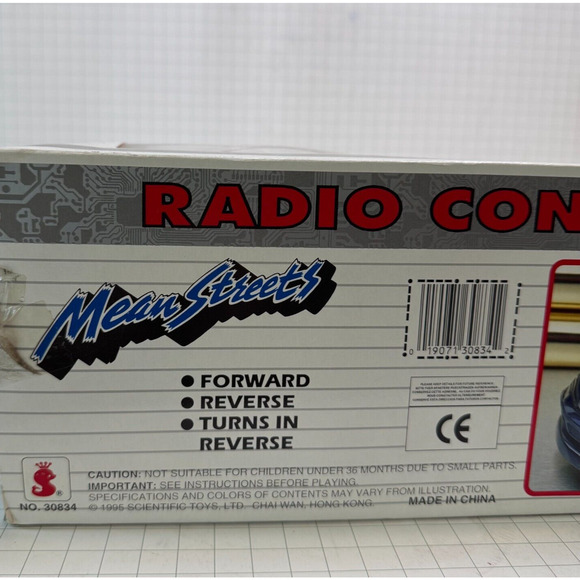 RADIO CON
Mean Streets
• FORWARD
• REVERSE
• TURNS IN
REVERSE
0 19071 30834 2
CE
CAUTION: NOT SUITABLE FOR CHILDREN UNDER 36 MONTHS DUE TO SMALL PARTS.
IMPORTANT: SEE INSTRUCTIONS BEFORE PLAYING.
SPECIFICATIONS AND COLORS OF CONTENTS MAY VARY FROM ILLUSTRATION.
© 1995 SCIENTIFIC TOYS, LTD. CHAI WAN, HONG KONG.
MADE IN CHINA
®
NO. 30834